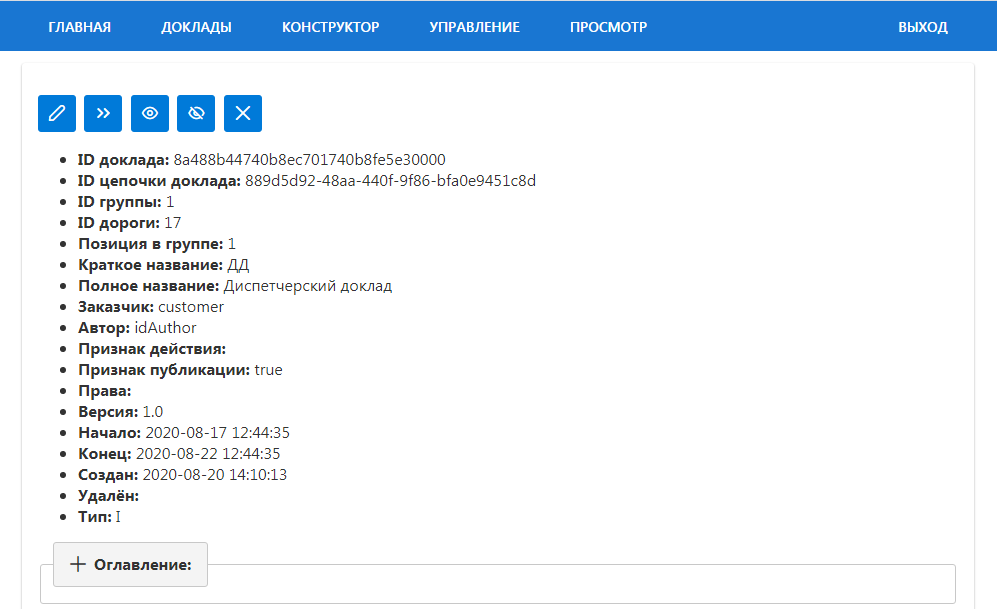 ГЛАВНАЯ ДОКЛАДЫ КОНСТРУКТОР УПРАВЛЕНИЕ ПРОСМОТР ВЫХОД
ID доклада: 8a488b44740b8ec701740b8fe5e30000
ID цепочки доклада: 889d5d92-48aa-440f-9f86-bfa0e9451c8d
ID группы: 1
ID дороги: 17
Позиция в группе: 1
Краткое название: ДД
Полное название: Диспетчерский доклад
Заказчик: customer
Автор: idAuthor
Признак действия:
Признак публикации: true
Права:
Версия: 1.0
Начало: 2020-08-17 12:44:35
Конец: 2020-08-22 12:44:35
Создан: 2020-08-20 14:10:13
Удалён:
Тип: I
Оглавление: